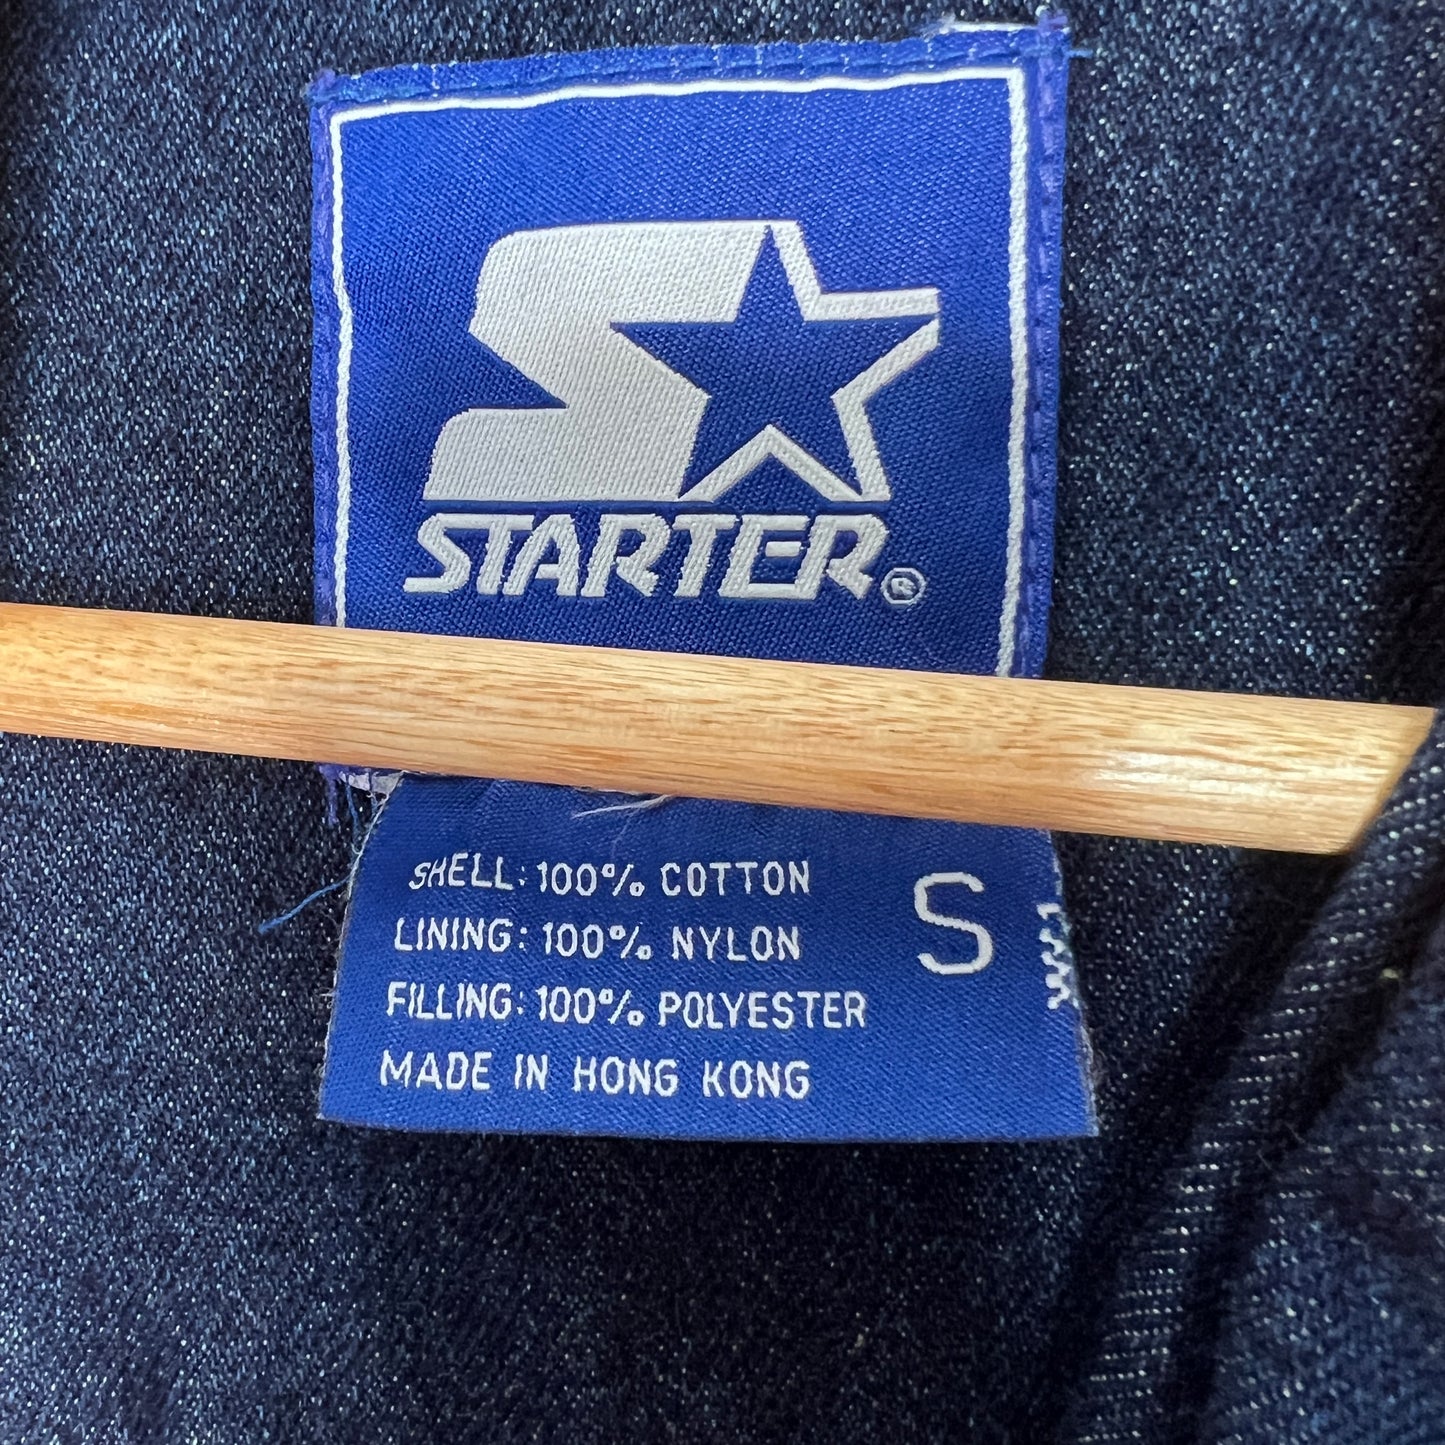 STARTER®
SHELL: 100% COTTON
LINING: 100% NYLON
FILLING: 100% POLYESTER
MADE IN HONG KONG
S